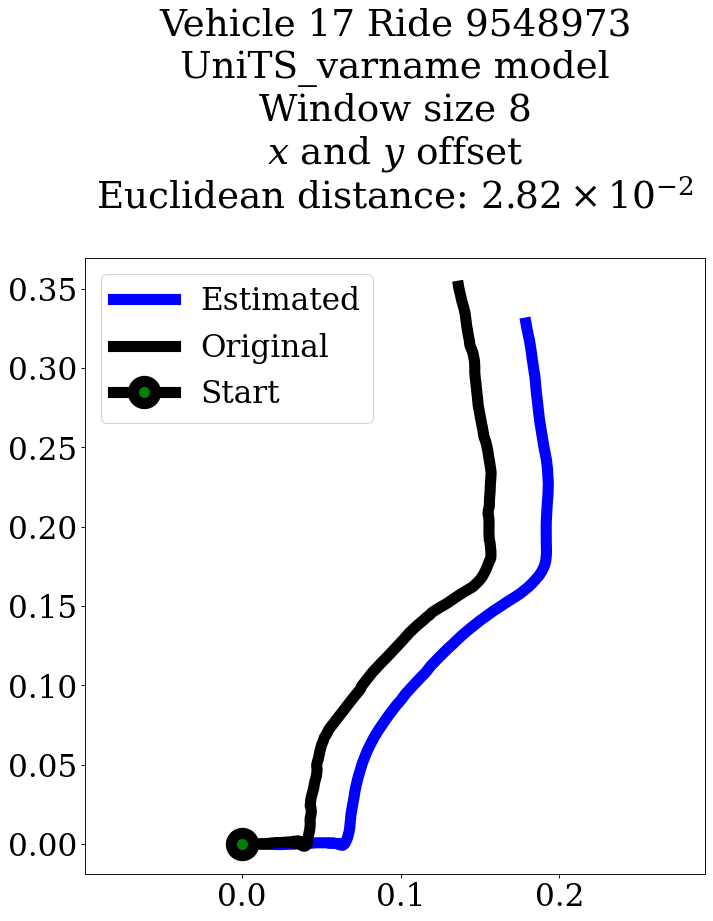 Vehicle 17 Ride 9548973
UniTS_varname model
Window size 8
x and y offset
Euclidean distance: 2.82 × 10⁻²
Estimated
Original
Start
0.35
0.30
0.25
0.20
0.15
0.10
0.05
0.00
0.0 0.1 0.2